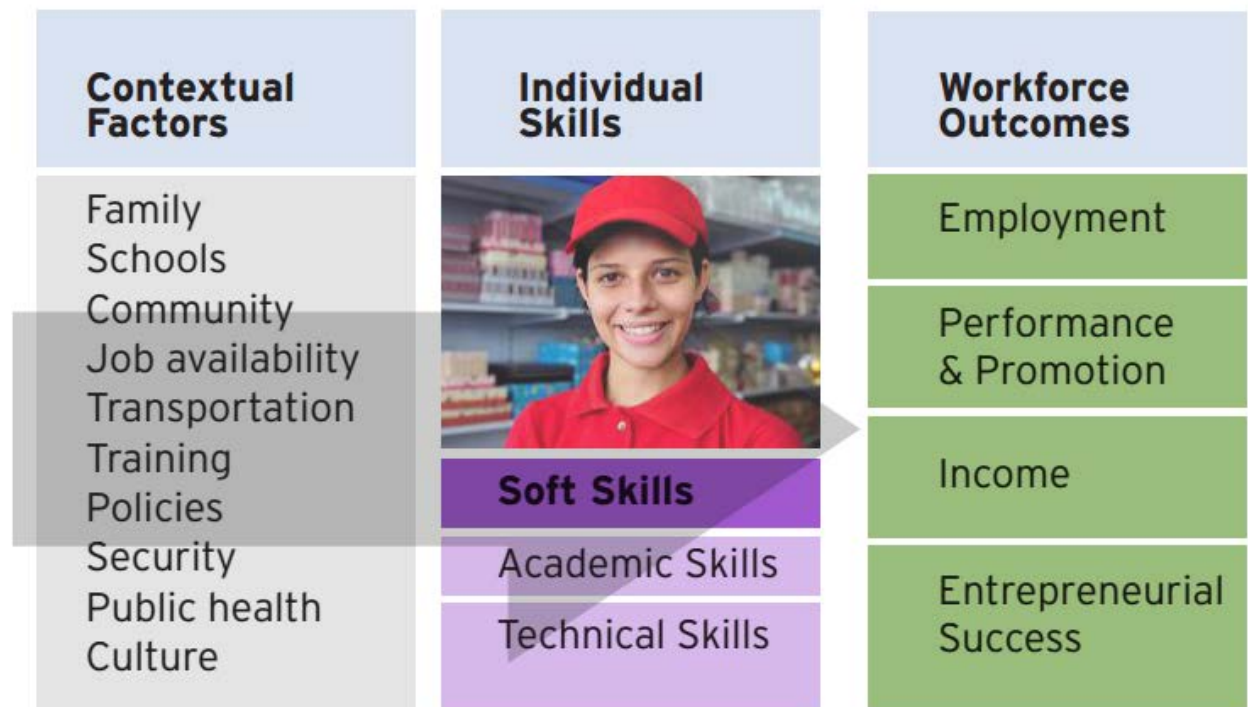 Contextual
Factors
Family
Schools
Community
Job availability
Transportation
Training
Policies
Security
Public health
Culture
Individual
Skills
Soft Skills
Academic Skills
Technical Skills
Workforce
Outcomes
Employment
Performance
& Promotion
Income
Entrepreneurial
Success